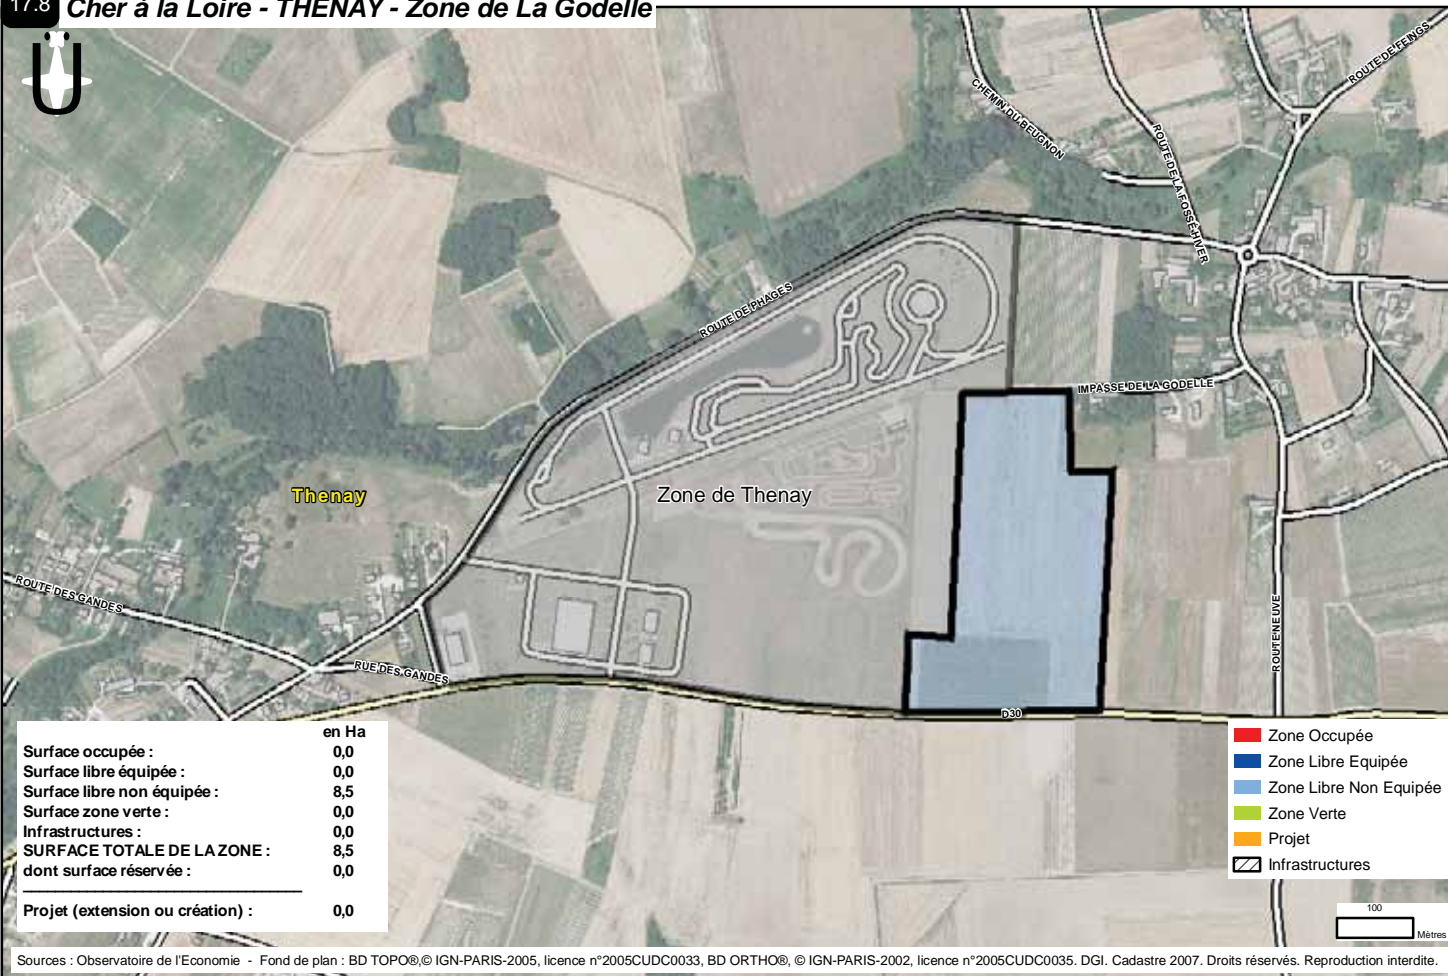 17.8 Cher à la Loire - THENAY - Zone de La Godelle
ROUTE DE FEINGS
CHEMIN DU BEUGNON
ROUTE DE LA FOSSE HIVER
ROUTE DE PHAGES
IMPASSE DE LA GODELLE
Thenay
Zone de Thenay
ROUTE DES GANDES
RUE DES GANDES
ROUTE NEUVE
D30
en Ha
Surface occupée : 0,0
Surface libre équipée : 0,0
Surface libre non équipée : 8,5
Surface zone verte : 0,0
Infrastructures : 0,0
SURFACE TOTALE DE LA ZONE : 8,5
dont surface réservée : 0,0
Projet (extension ou création) : 0,0
Zone Occupée
Zone Libre Equipée
Zone Libre Non Equipée
Zone Verte
Projet
Infrastructures
100
Mètres
Sources : Observatoire de l'Economie - Fond de plan : BD TOPO®,© IGN-PARIS-2005, licence n°2005CUDC0033, BD ORTHO®, © IGN-PARIS-2002, licence n°2005CUDC0035. DGI. Cadastre 2007. Droits réservés. Reproduction interdite.